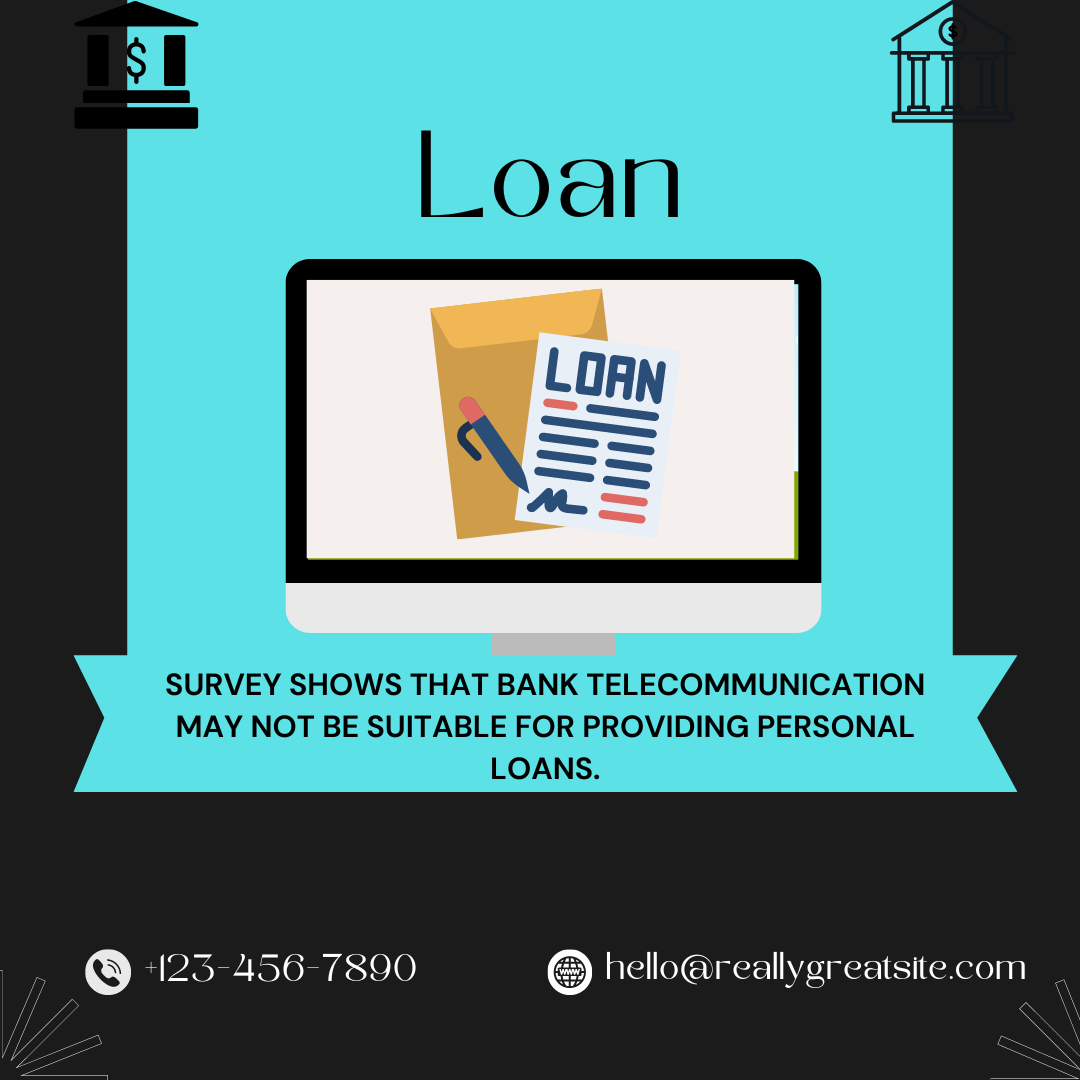 $
$
Loan
LOAN
SURVEY SHOWS THAT BANK TELECOMMUNICATION
MAY NOT BE SUITABLE FOR PROVIDING PERSONAL
LOANS.
+123-456-7890
www
hello@reallygreatsite.com